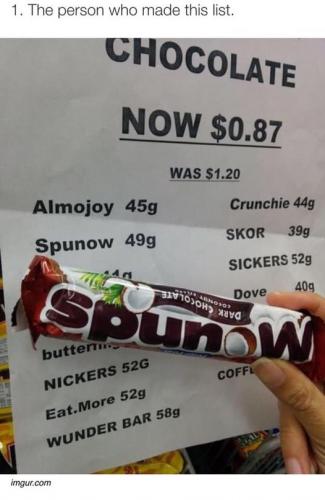 1. The person who made this list.
CHOCOLATE
NOW $0.87
WAS $1.20
Almojoy 45g
Crunchie 44g
Spunow 49g
SKOR 39g
SICKERS 52g
Dove 40g
Mounds
DARK CHOCOLATE
COCONUT
NICKERS 52G
Eat.More 52g
WUNDER BAR 58g
imgur.com